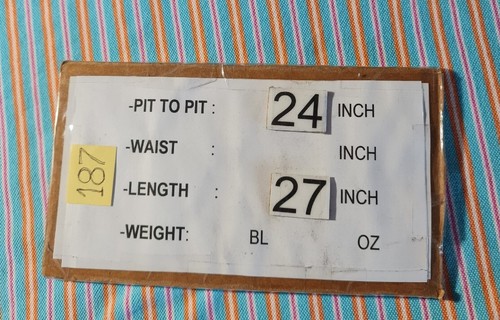 -PIT TO PIT : 24 INCH
-WAIST : INCH
187
-LENGTH : 27 INCH
-WEIGHT: BL OZ